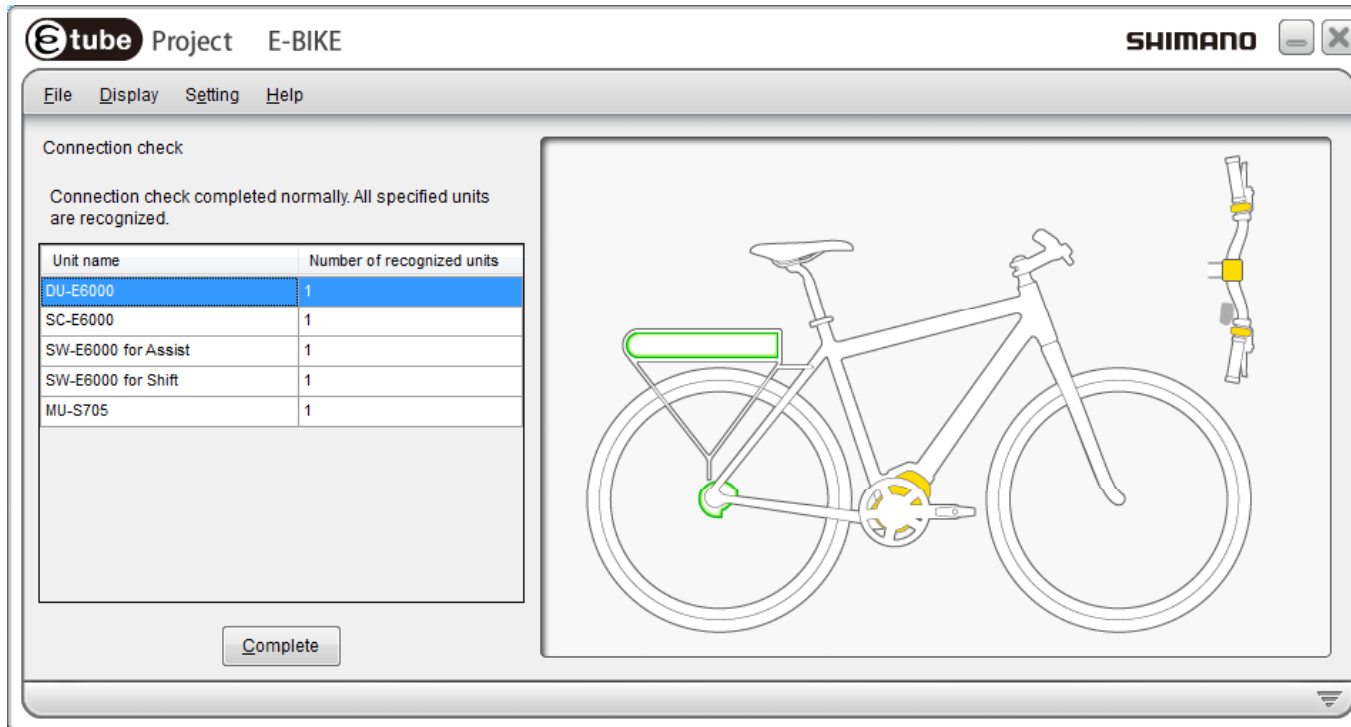 etube Project E-BIKE SHIMANO
File Display Setting Help
Connection check
Connection check completed normally. All specified units
are recognized.
Unit name Number of recognized units
DU-E6000 1
SC-E6000 1
SW-E6000 for Assist 1
SW-E6000 for Shift 1
MU-S705 1
Complete